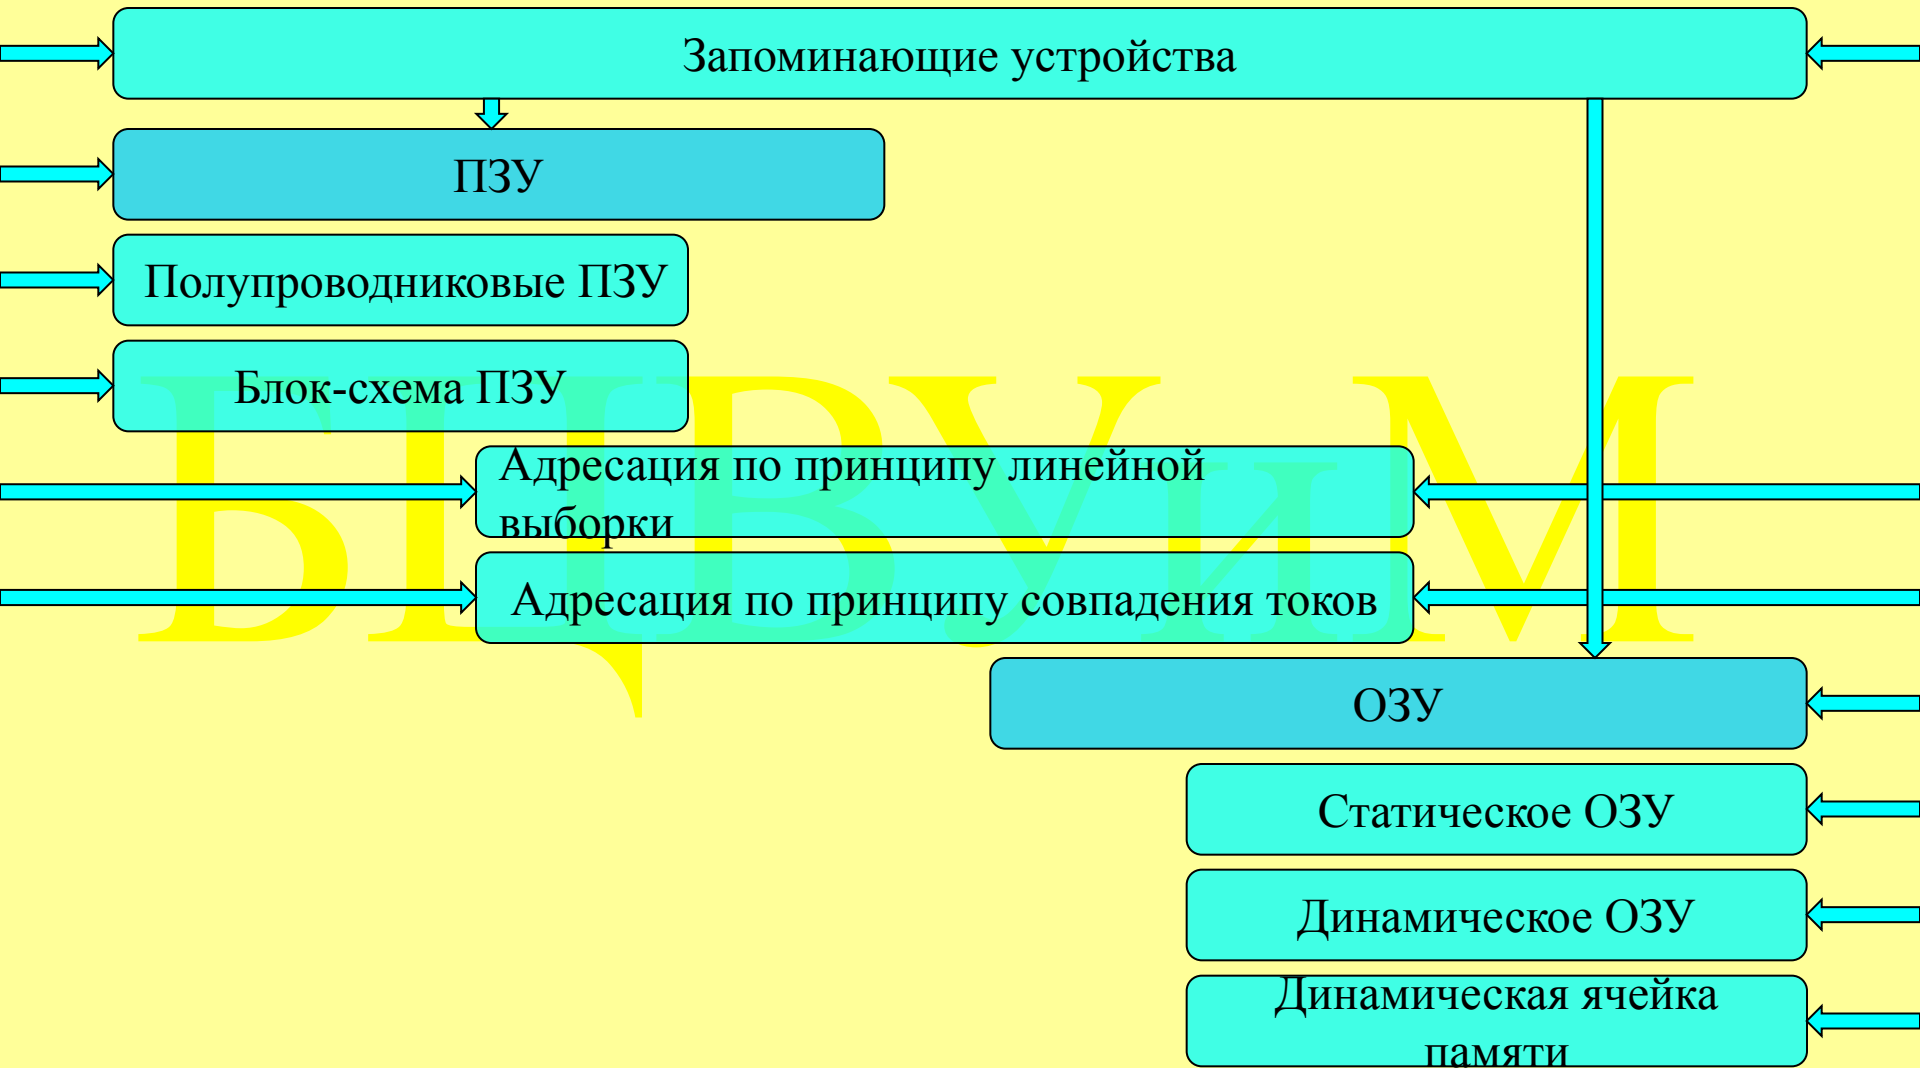 Запоминающие устройства
ПЗУ
Полупроводниковые ПЗУ
Блок-схема ПЗУ
БЦВУиМ
Адресация по принципу линейной
выборки
Адресация по принципу совпадения токов
ОЗУ
Статическое ОЗУ
Динамическое ОЗУ
Динамическая ячейка
памяти